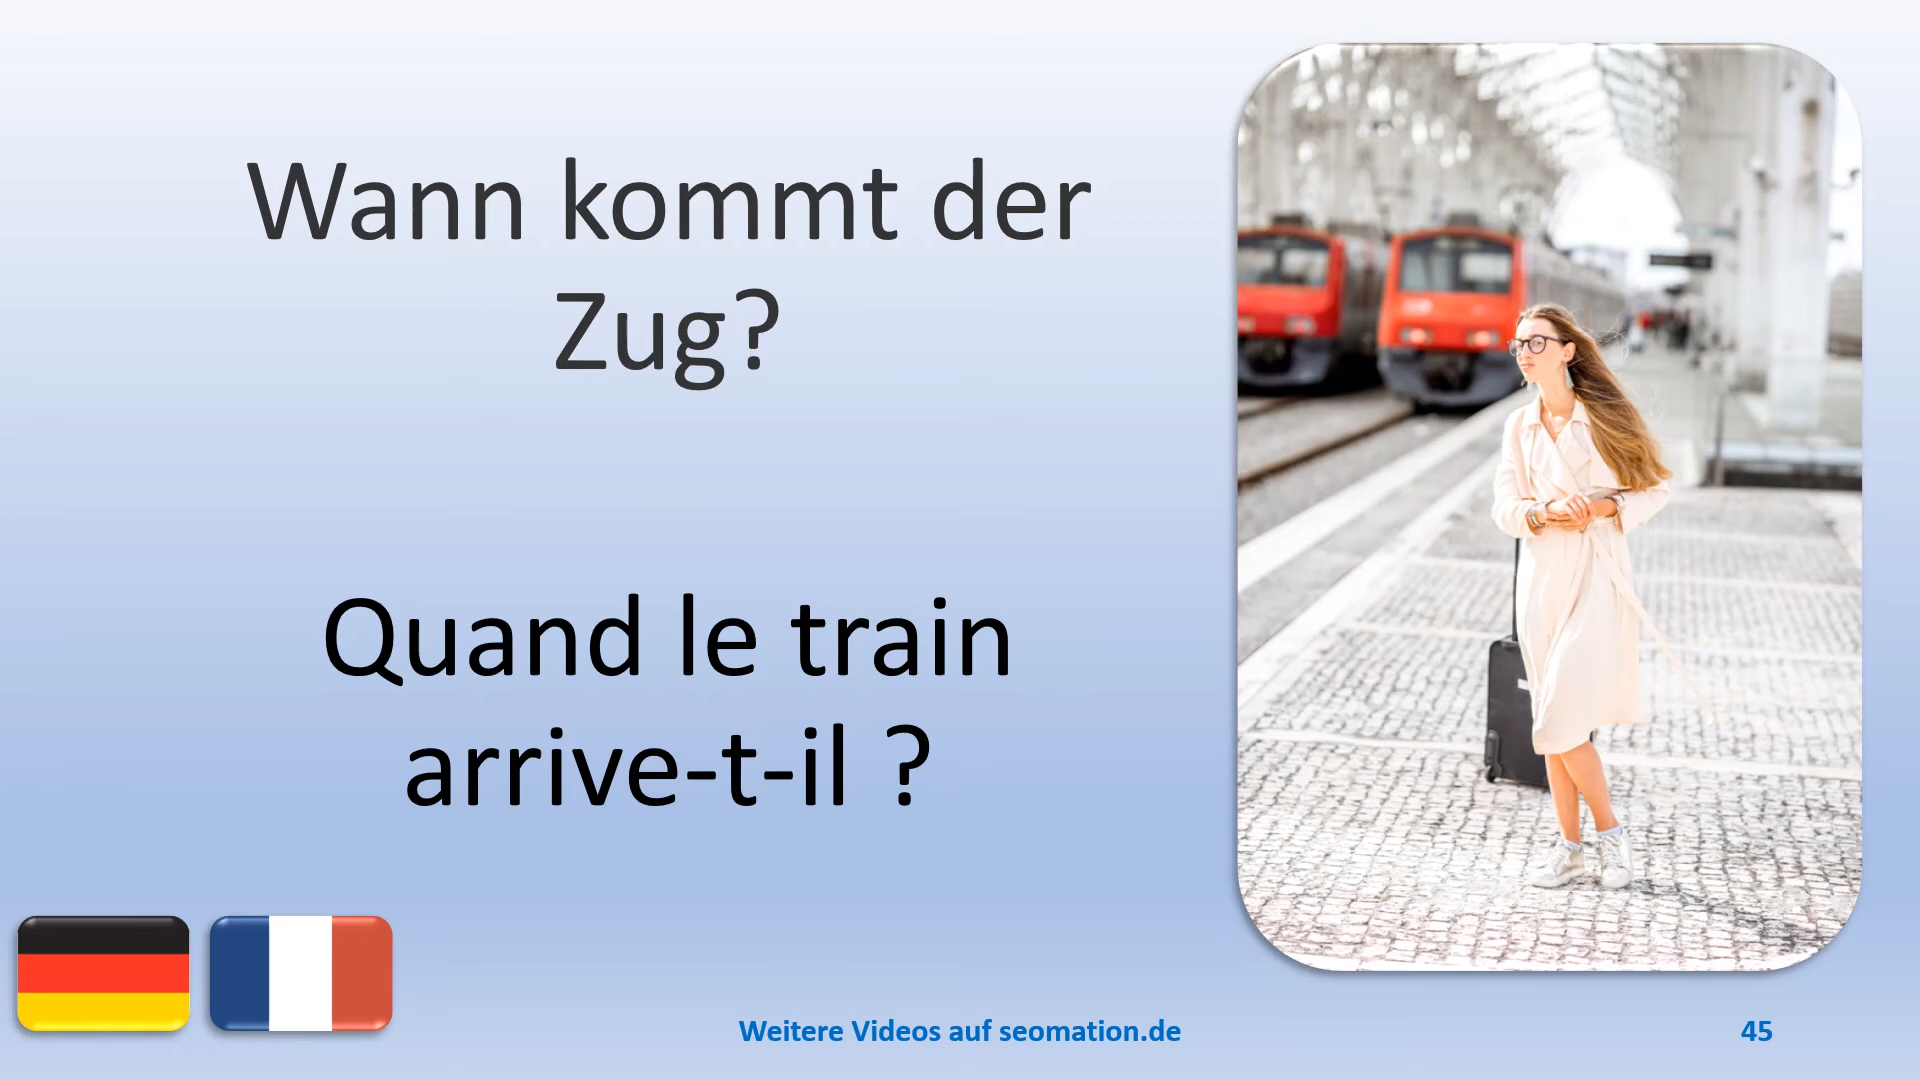 Wann kommt der
Zug?
Quand le train
arrive-t-il ?
Weitere Videos auf seomation.de
45